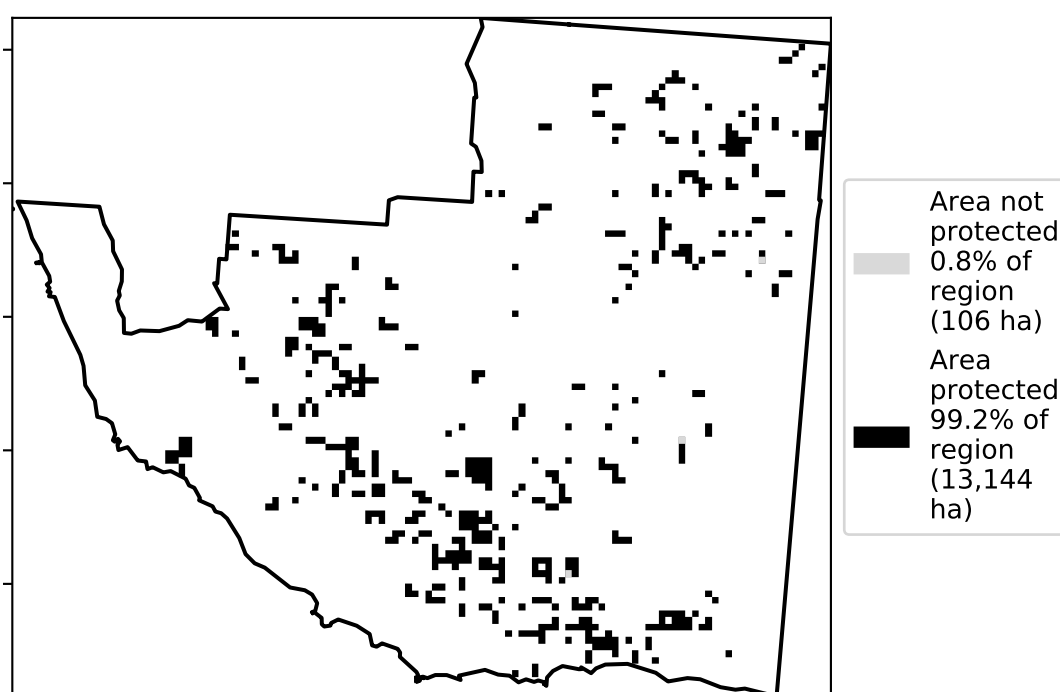 Area not
protected
0.8% of
region
(106 ha)
Area
protected
99.2% of
region
(13,144
ha)